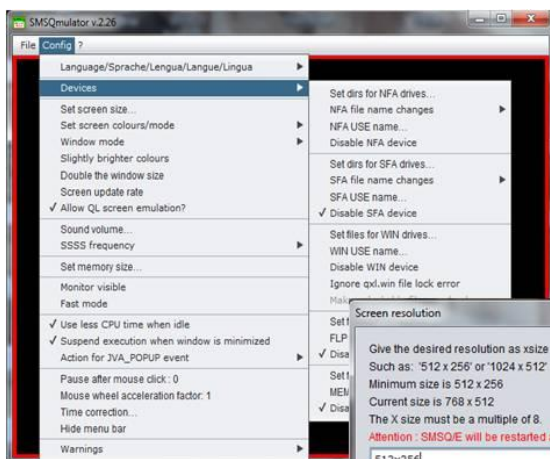 SMSQmulator v.2.26
File Config ?
Language/Sprache/Lengua/Langue/Lingua
Devices
Set screen size...
Set screen colours/mode
Window mode
Slightly brighter colours
Double the window size
Screen update rate
✓ Allow QL screen emulation?
Sound volume...
SSSS frequency
Set memory size...
Monitor visible
Fast mode
✓ Use less CPU time when idle
✓ Suspend execution when window is minimized
Action for JVA_POPUP event
Pause after mouse click : 0
Mouse wheel acceleration factor: 1
Time correction...
Hide menu bar
Warnings
Set dirs for NFA drives...
NFA file name changes
NFA USE name...
Disable NFA device
Set dirs for SFA drives...
SFA file name changes
SFA USE name...
✓ Disable SFA device
Set files for WIN drives...
WIN USE name...
Disable WIN device
Ignore qxl.win file lock error
Set f
FLP
✓ Disa
Set f
MEM
✓ Disa
Screen resolution
Give the desired resolution as xsize
Such as: '512 x 256' or '1024 x 512'
Minimum size is 512 x 256
Current size is 768 x 512
The X size must be a multiple of 8.
Attention : SMSQ/E will be restarted
512x256